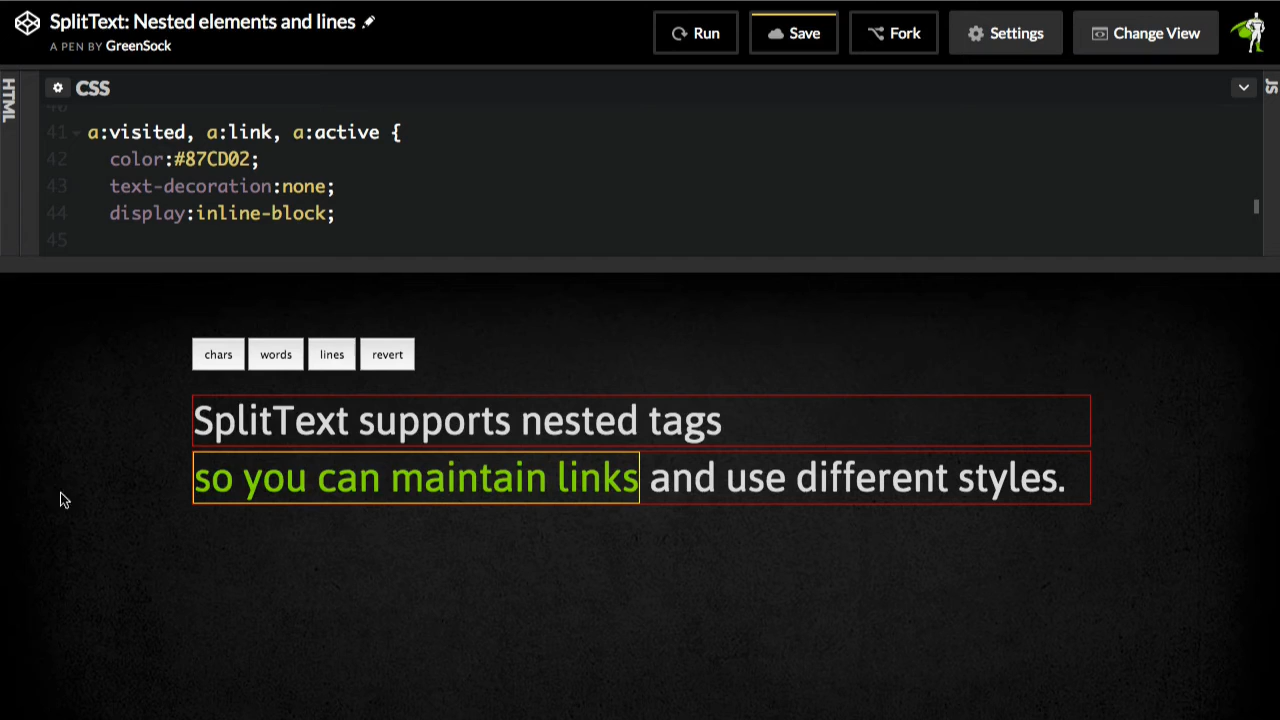 SplitText: Nested elements and lines
A PEN BY GreenSock
Run
Save
Fork
Settings
Change View
HTML
CSS
JS
40
41 a:visited, a:link, a:active {
42 color:#87CD02;
43 text-decoration:none;
44 display:inline-block;
45
chars
words
lines
revert
SplitText supports nested tags
so you can maintain links and use different styles.